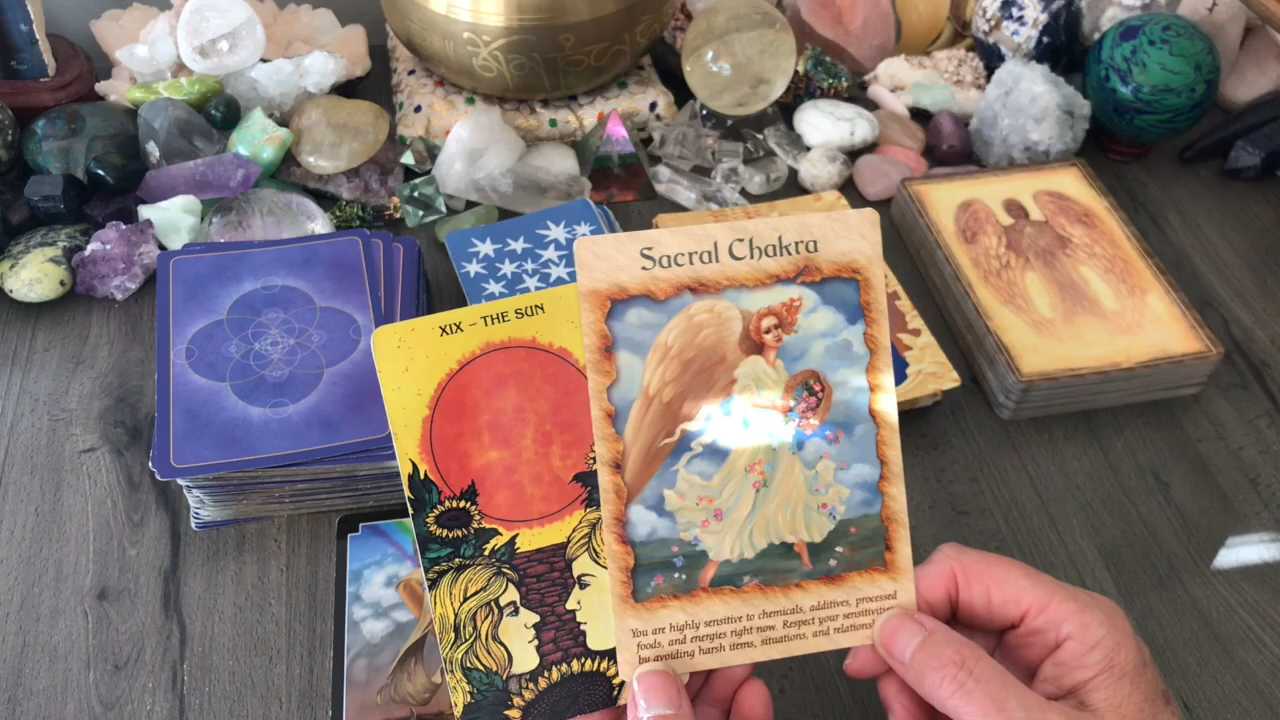 XIX – THE SUN
Sacral Chakra
You are highly sensitive to chemicals, additives, processed
foods, and energies right now. Respect your sensitivities
by avoiding harsh items, situations, and